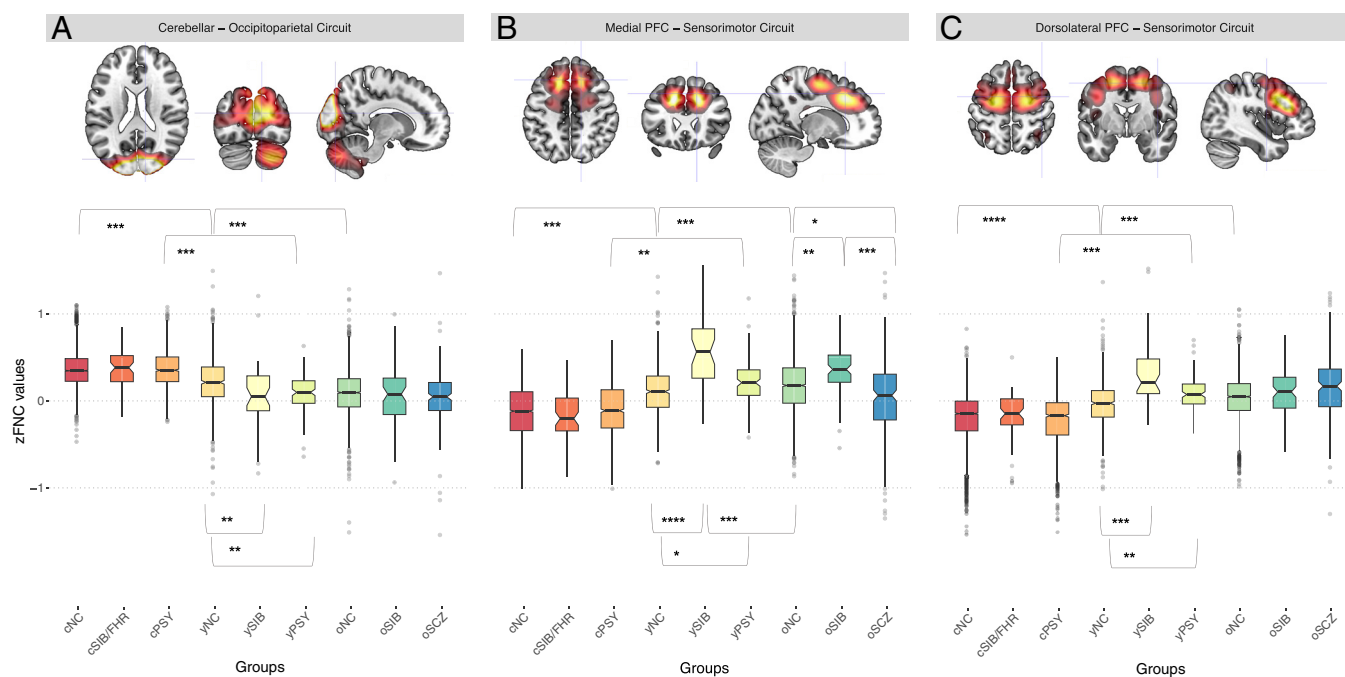 A Cerebellar – Occipitoparietal Circuit
B Medial PFC – Sensorimotor Circuit
C Dorsolateral PFC – Sensorimotor Circuit
*** ***
***
*** *** *
** ** ***
**** ***
***
zFNC values
1
0
−1
**
**
**** ***
*
***
**
cNC cSIB/FHR cPSY yNC ySIB yPSY oNC oSIB oSCZ
cNC cSIB/FHR cPSY yNC ySIB yPSY oNC oSIB oSCZ
cNC cSIB/FHR cPSY yNC ySIB yPSY oNC oSIB oSCZ
Groups
Groups
Groups